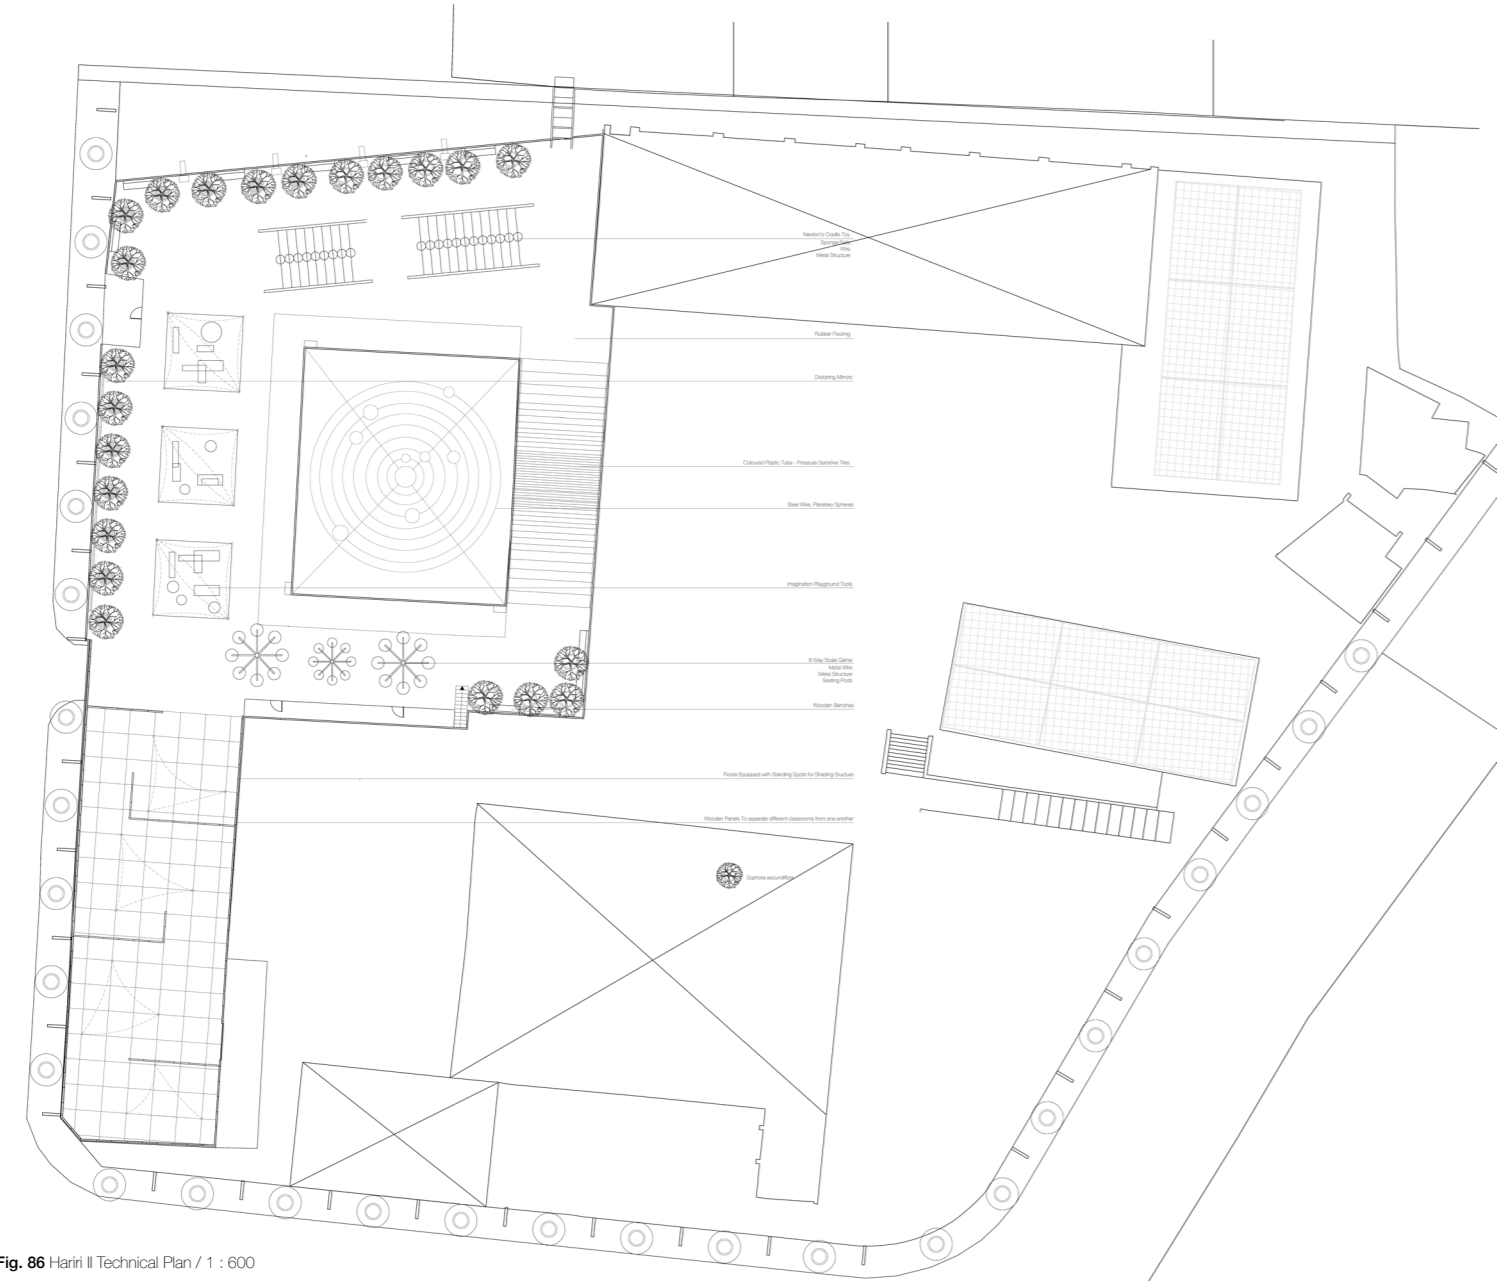 Newton's Cradle Toy
Sponge Balls
Wire
Metal Structure
Rubber Flooring
Distorting Mirrors
Coloured Plastic Tube - Pressure Sensitive Tiles
Steel Wire, Planetary Spheres
Imagination Playground Tools
8 Way Scale Game
Metal Wire
Metal Structure
Seating Pods
Wooden Benches
Floore Equipped with Standing Spots for Shading Structure
Wooden Panels To seperate different classrooms from one another
Sophora secundiflora
Fig. 86 Hariri II Technical Plan / 1 : 600